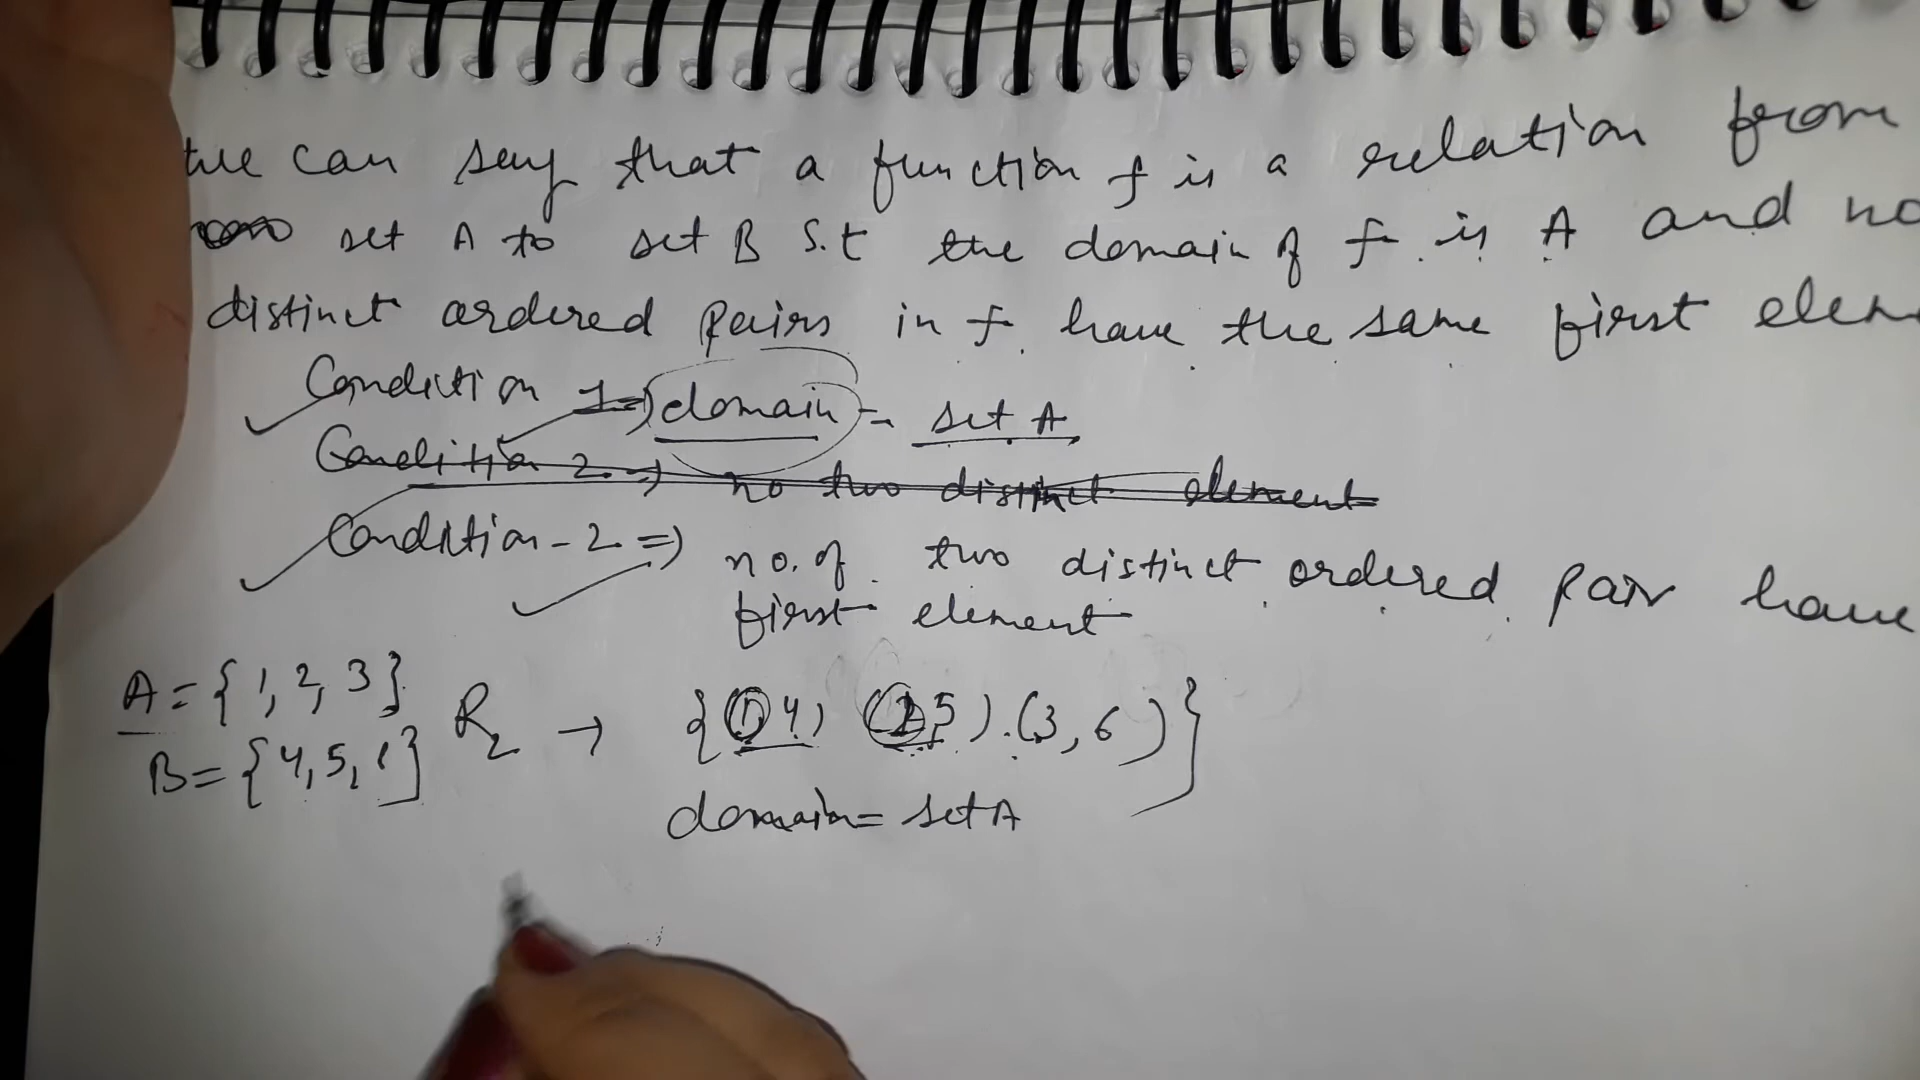 we can say that a function f is a relation from
set A to set B S.t the domain of f is A and no
distinct ordered pairs in f have the same first elem
Condition 1 => domain = set A
Condition 2 => no two distinct element
Condition - 2 => no. of two distinct ordered pair have
first element
A = {1, 2, 3}
R2 → {(1, 4) (2, 5) . (3, 6)}
B = {4, 5, }
domain = set A